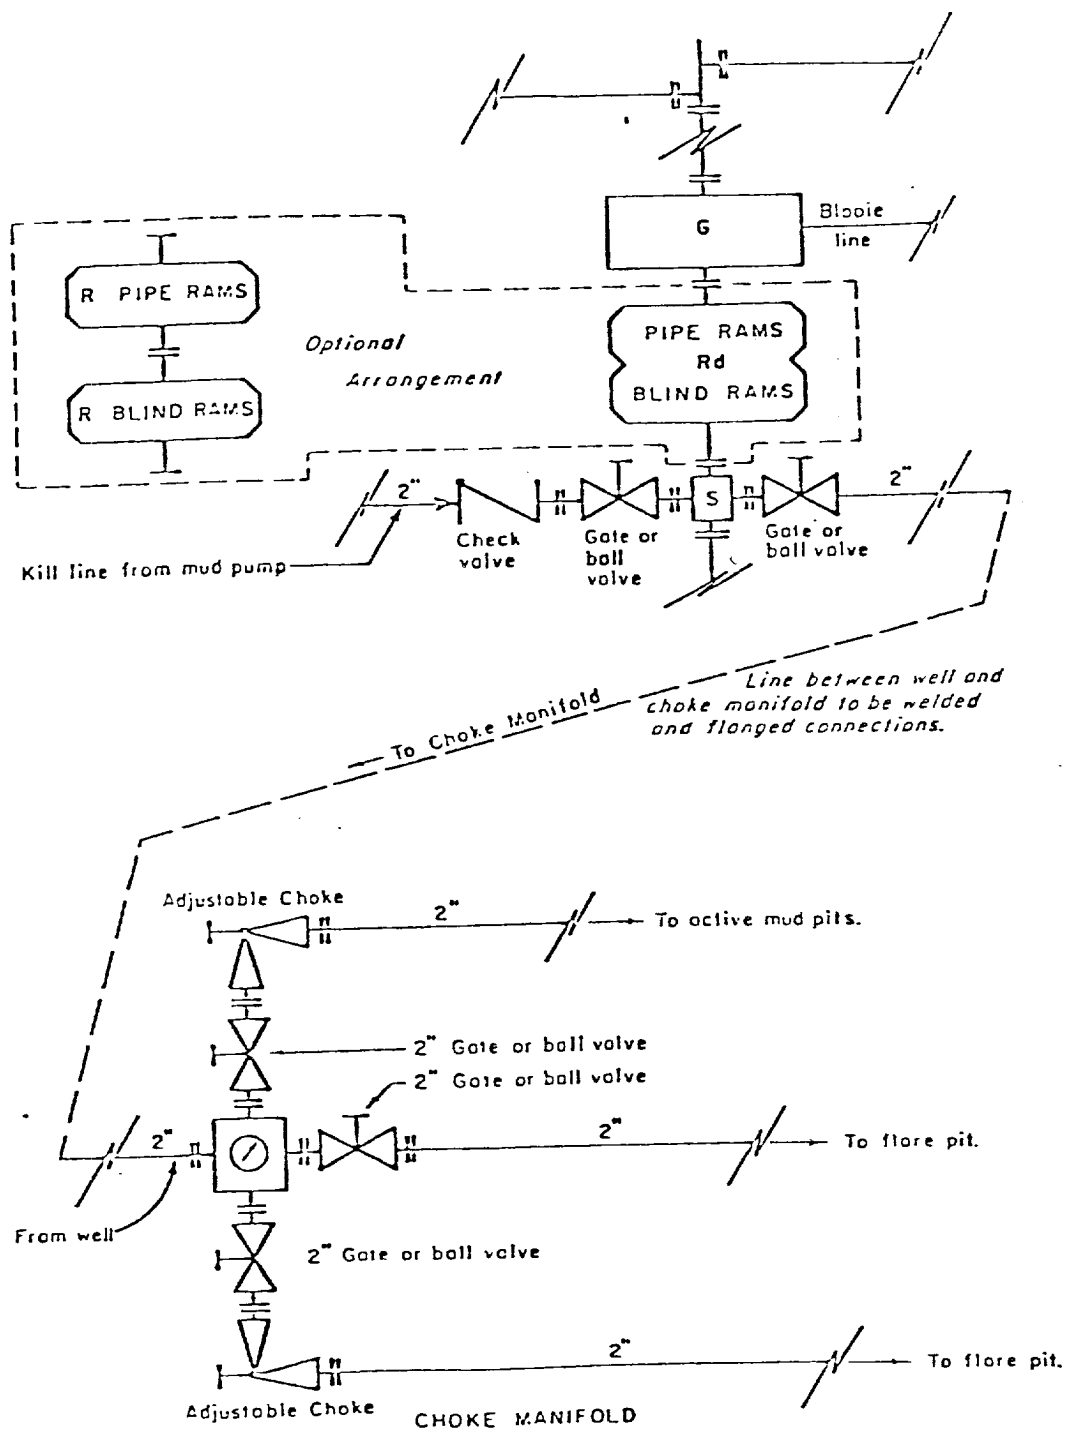 G
Blooie
line
R PIPE RAMS
R BLIND RAMS
Optional
Arrangement
PIPE RAMS
Rd
BLIND RAMS
2"
Check
valve
Gate or
ball
valve
S
Gate or
ball valve
2"
Kill line from mud pump
Line between well and
choke manifold to be welded
and flanged connections.
To Choke Manifold
Adjustable Choke
2"
To active mud pits.
2" Gate or ball valve
2" Gate or ball valve
2"
2"
To flare pit.
From well
2" Gate or ball valve
2"
To flare pit.
Adjustable Choke
CHOKE MANIFOLD